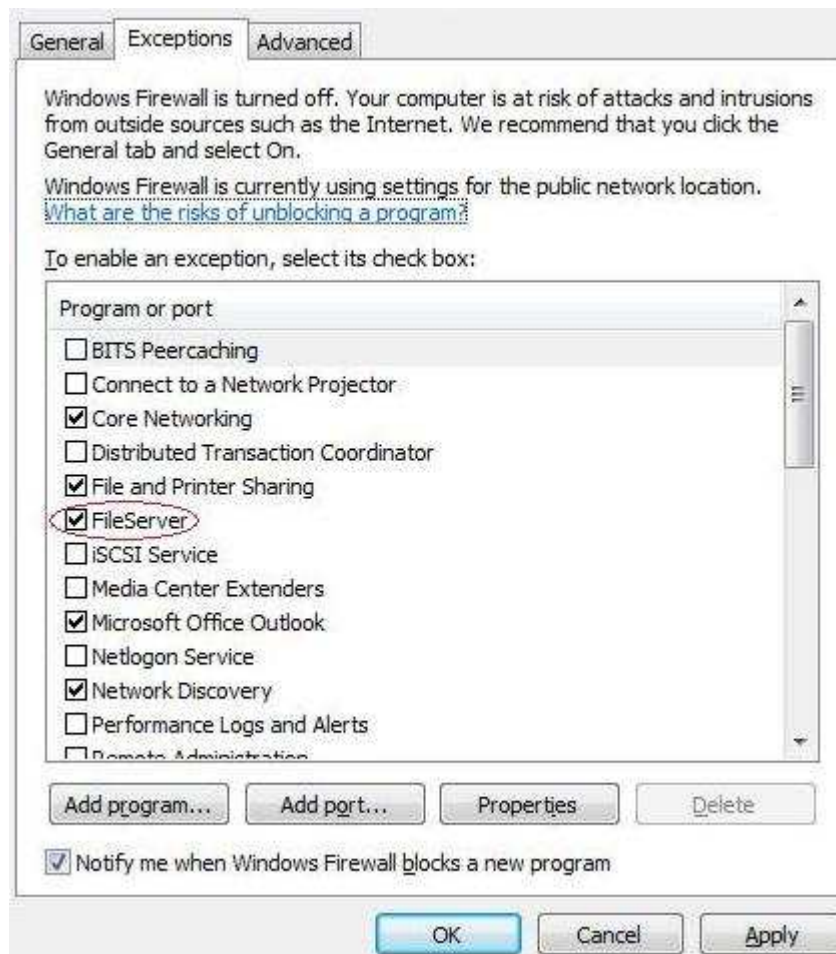 General Exceptions Advanced
Windows Firewall is turned off. Your computer is at risk of attacks and intrusions
from outside sources such as the Internet. We recommend that you click the
General tab and select On.
Windows Firewall is currently using settings for the public network location.
What are the risks of unblocking a program?
To enable an exception, select its check box:
Program or port
BITS Peercaching
Connect to a Network Projector
Core Networking
Distributed Transaction Coordinator
File and Printer Sharing
FileServer
iSCSI Service
Media Center Extenders
Microsoft Office Outlook
Netlogon Service
Network Discovery
Performance Logs and Alerts
Remote Administration
Add program... Add port... Properties Delete
Notify me when Windows Firewall blocks a new program
OK Cancel Apply